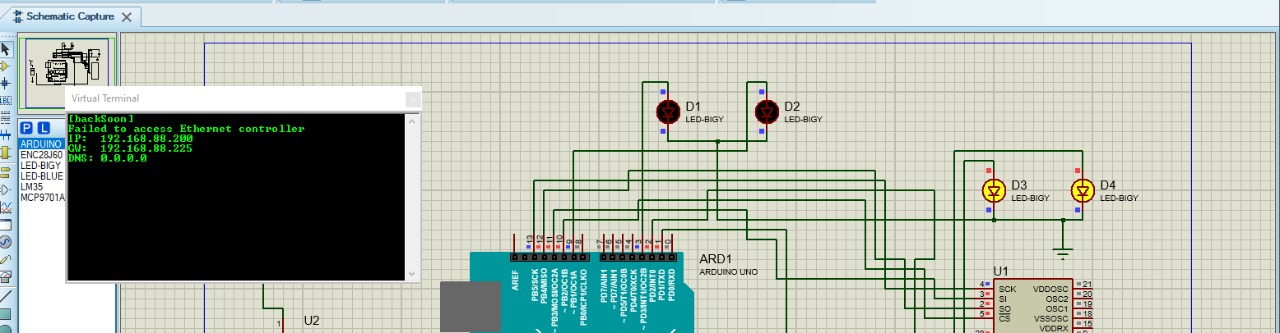 Schematic Capture
Virtual Terminal
[backSoon]
Failed to access Ethernet controller
IP: 192.168.88.200
GW: 192.168.88.225
DNS: 0.0.0.0
P L
ARDUINO
ENC28J60
LED-BIGY
LED-BLUE
LM35
MCP9701A
D1
LED-BIGY
D2
LED-BIGY
D3
LED-BIGY
D4
LED-BIGY
ARD1
ARDUINO UNO
13
12
11
10
9
8
7
6
5
4
3
2
1
0
AREF
PB5/SCK
PB4/MISO
~PB3/MOSI/OC2A
~ PB2/OC1B
~ PB1/OC1A
PB0/ICP1/CLKO
PD7/AIN1
~ PD5/T1/OC0B
PD4/T0/XCK
~ PD3/INT1/OC2B
PD2/INT0
PD1/TXD
PD0/RXD
U1
4
SCK
VDDOSC
21
3
SI
OSC2
20
2
SO
OSC1
19
5
CS
VSSOSC
18
VDDRX
15
1
U2